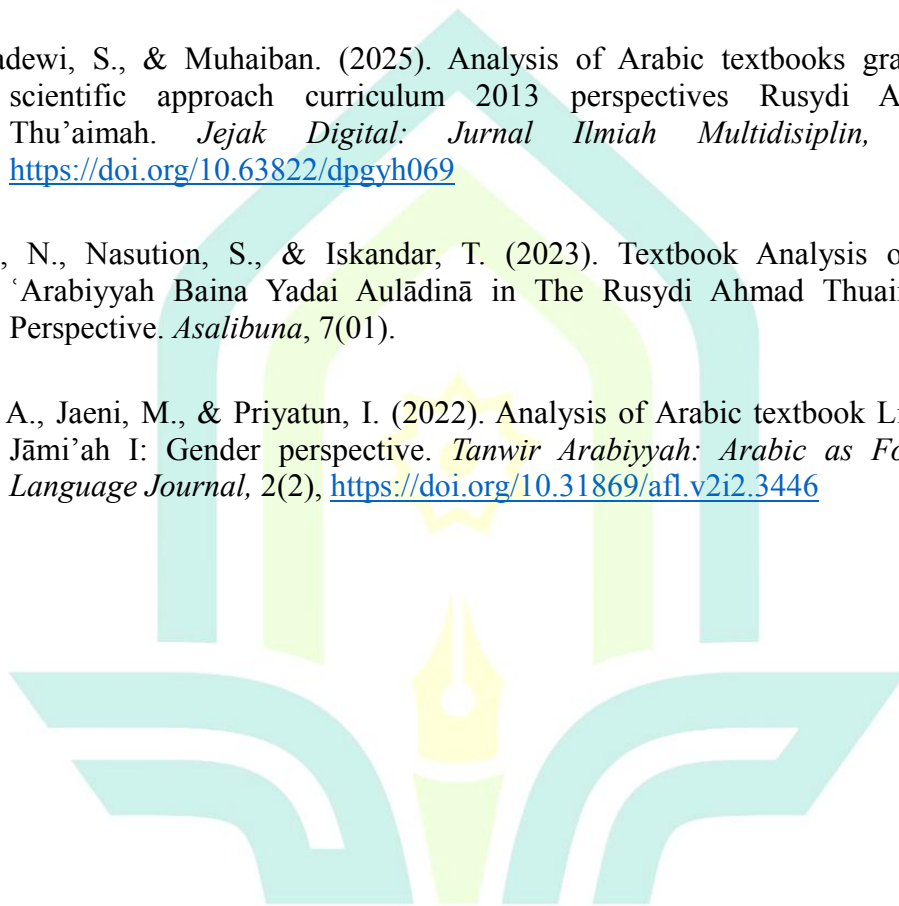 adewi, S., & Muhaiban. (2025). Analysis of Arabic textbooks gra
scientific approach curriculum 2013 perspectives Rusydi A
Thu’aimah. Jejak Digital: Jurnal Ilmiah Multidisiplin,
https://doi.org/10.63822/dpgyh069
, N., Nasution, S., & Iskandar, T. (2023). Textbook Analysis o
ʿArabiyyah Baina Yadai Aulādinā in The Rusydi Ahmad Thuai
Perspective. Asalibuna, 7(01).
A., Jaeni, M., & Priyatun, I. (2022). Analysis of Arabic textbook Li
Jāmi’ah I: Gender perspective. Tanwir Arabiyyah: Arabic as Fo
Language Journal, 2(2), https://doi.org/10.31869/afl.v2i2.3446